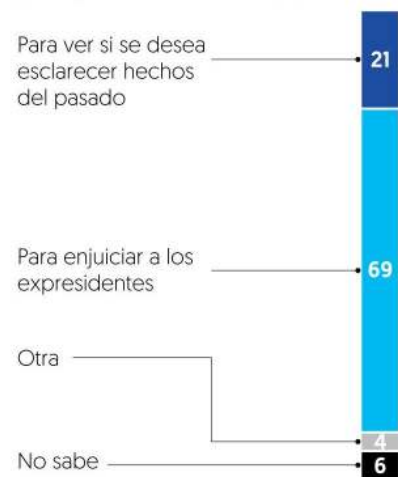 Para ver si se desea
esclarecer hechos
del pasado
21
Para enjuiciar a los
expresidentes
69
Otra
4
No sabe
6